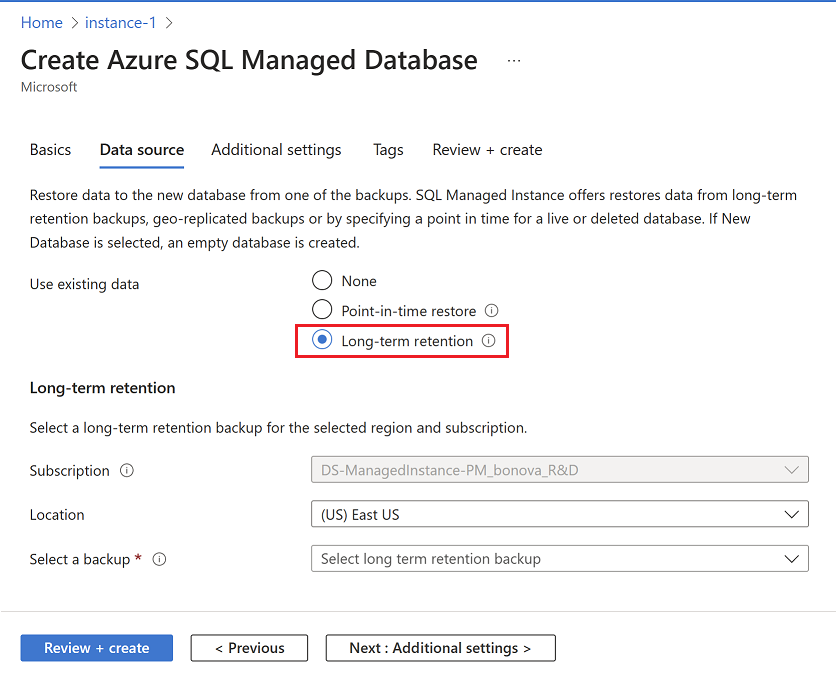 Home > instance-1 >
Create Azure SQL Managed Database ...
Microsoft
Basics Data source Additional settings Tags Review + create
Restore data to the new database from one of the backups. SQL Managed Instance offers restores data from long-term
retention backups, geo-replicated backups or by specifying a point in time for a live or deleted database. If New
Database is selected, an empty database is created.
Use existing data
None
Point-in-time restore
Long-term retention
Long-term retention
Select a long-term retention backup for the selected region and subscription.
Subscription DS-ManagedInstance-PM_bonova_R&D
Location (US) East US
Select a backup * Select long term retention backup
Review + create < Previous Next : Additional settings >